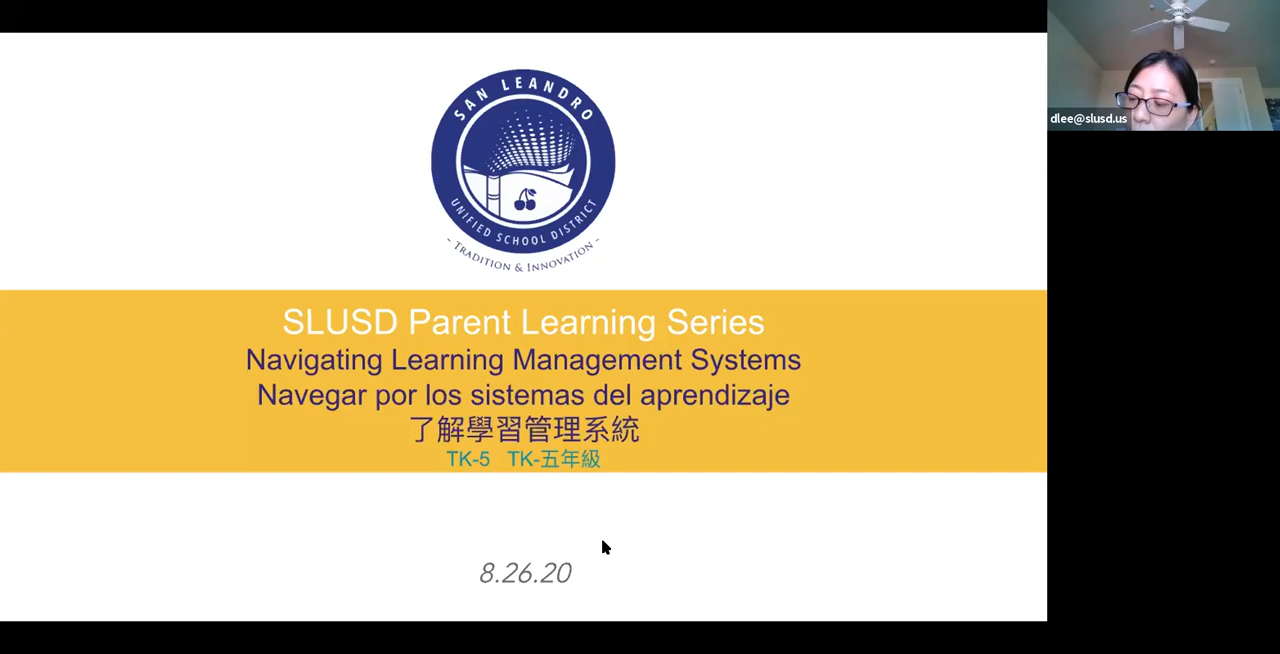 SAN LEANDRO
UNIFIED SCHOOL DISTRICT
- TRADITION & INNOVATION -
SLUSD Parent Learning Series
Navigating Learning Management Systems
Navegar por los sistemas del aprendizaje
了解學習管理系統
TK-5 TK-五年級
8.26.20
dlee@slusd.us